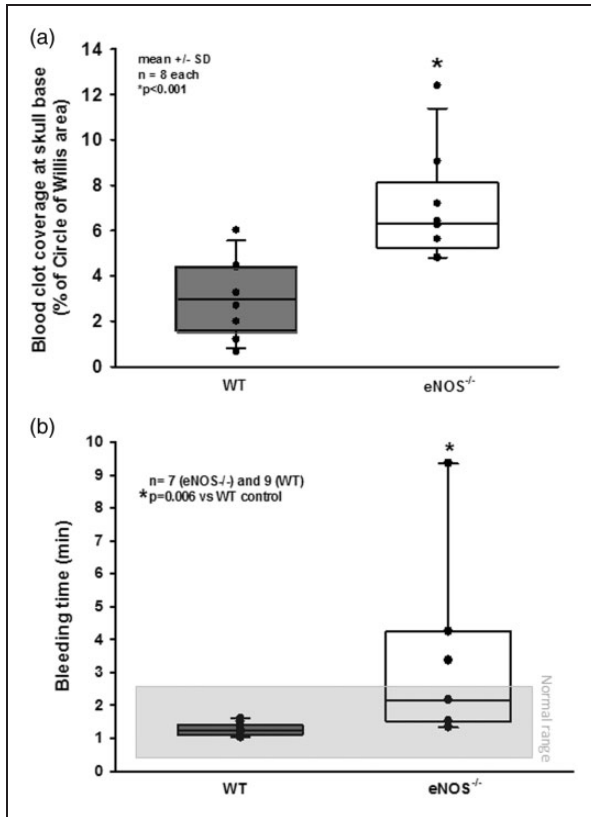 (a)
14
12
10
8
6
4
2
0
Blood clot coverage at skull base
(% of Circle of Willis area)
mean +/- SD
n = 8 each
*p<0.001
*
WT
eNOS-/-
(b)
10
9
8
7
6
5
4
3
2
1
0
Bleeding time (min)
n= 7 (eNOS-/-) and 9 (WT)
*p=0.006 vs WT control
*
Normal range
WT
eNOS-/-